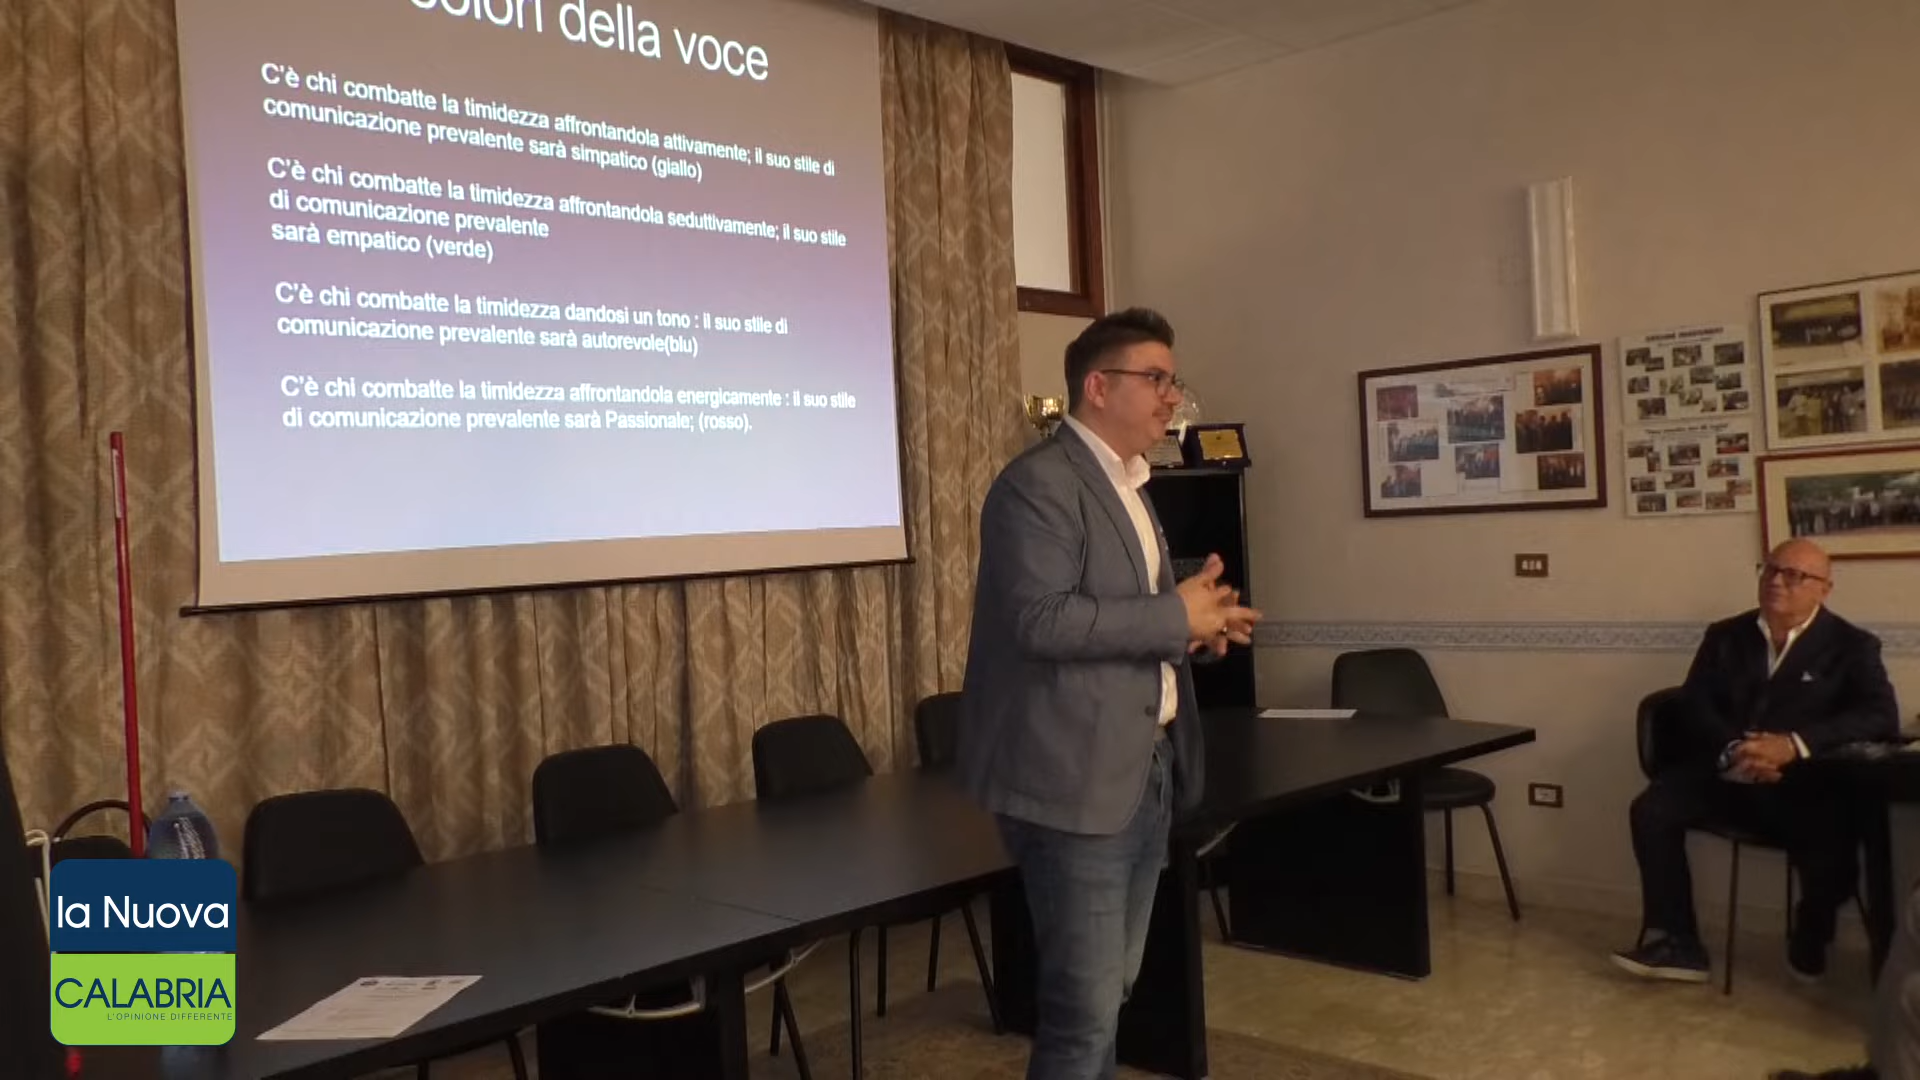 colori della voce
C'è chi combatte la timidezza affrontandola attivamente; il suo stile di
comunicazione prevalente sarà simpatico (giallo)
C'è chi combatte la timidezza affrontandola seduttivamente; il suo stile
di comunicazione prevalente
sarà empatico (verde)
C'è chi combatte la timidezza dandosi un tono : il suo stile di
comunicazione prevalente sarà autorevole(blu)
C'è chi combatte la timidezza affrontandola energicamente : il suo stile
di comunicazione prevalente sarà Passionale; (rosso).
la Nuova
CALABRIA
L'OPINIONE DIFFERENTE